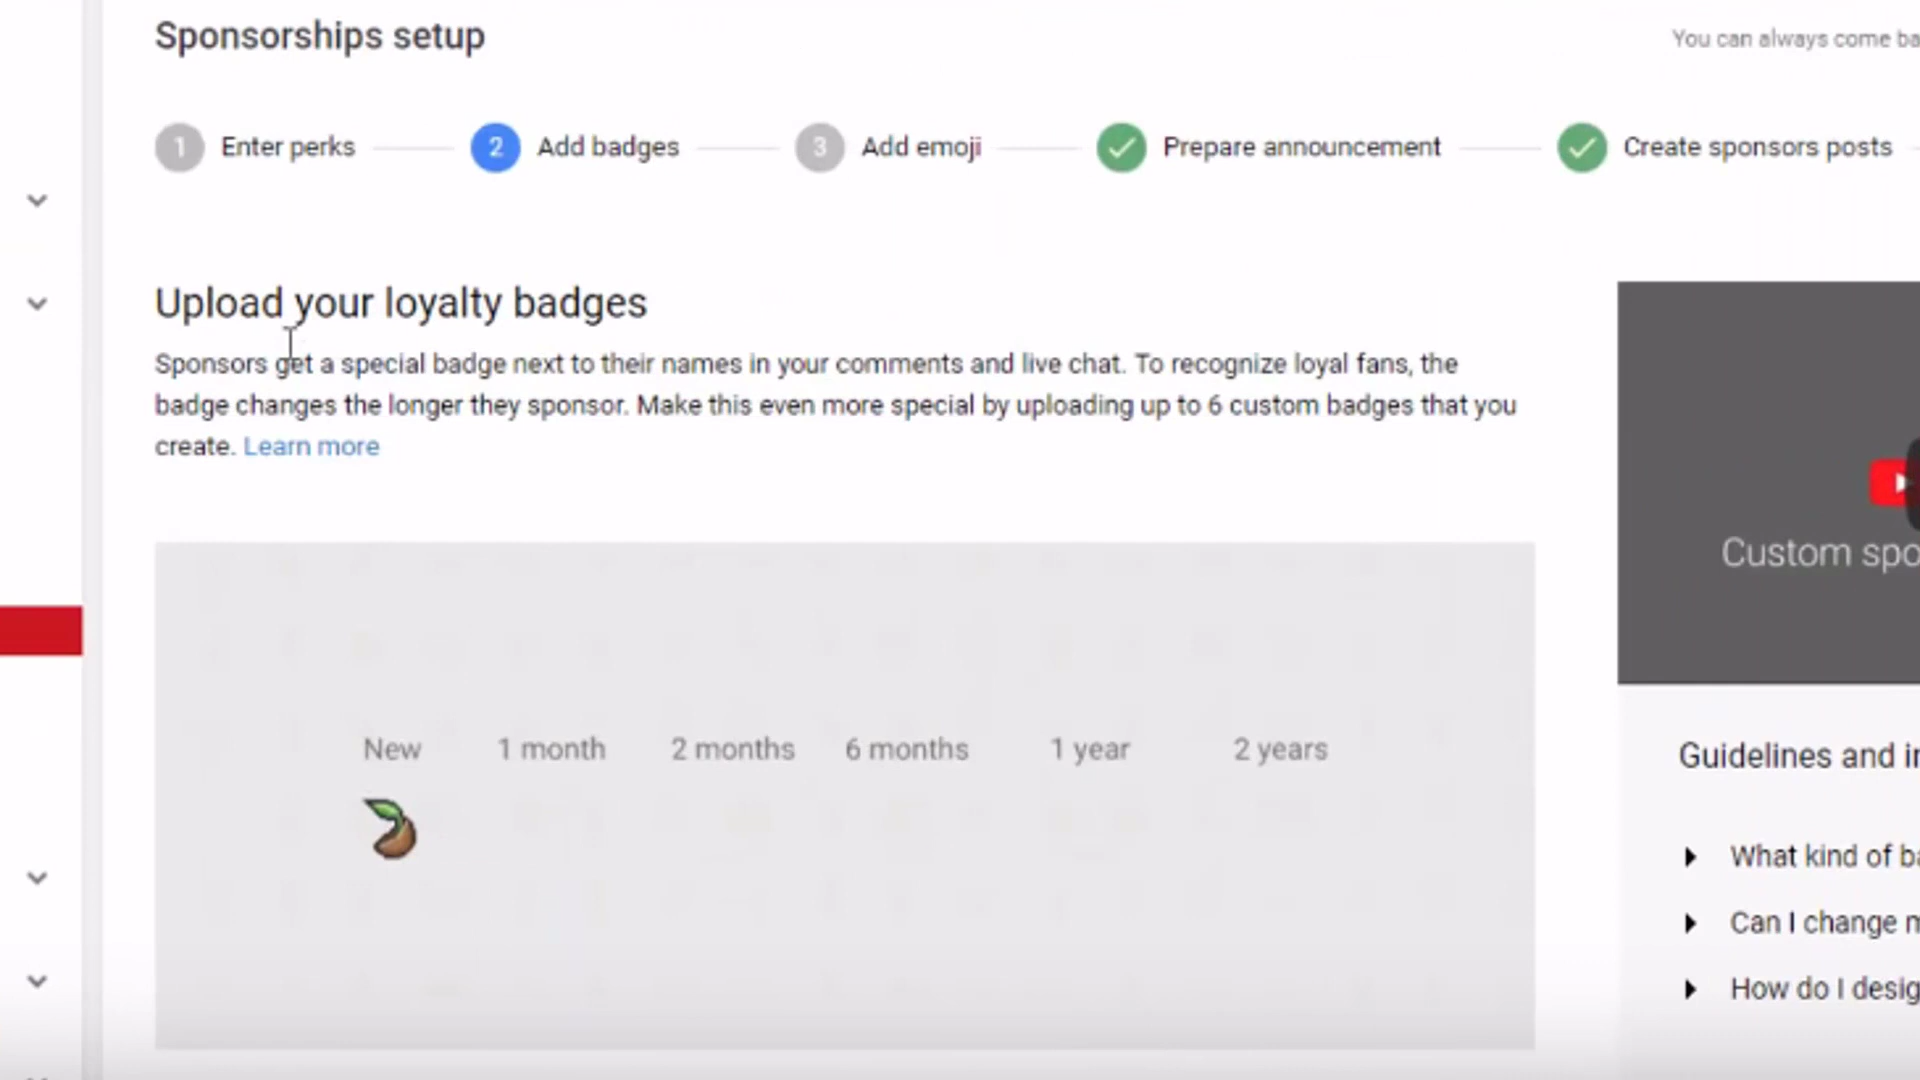 Sponsorships setup
You can always come ba
1 Enter perks
2 Add badges
3 Add emoji
Prepare announcement
Create sponsors posts
Upload your loyalty badges
Sponsors get a special badge next to their names in your comments and live chat. To recognize loyal fans, the
badge changes the longer they sponsor. Make this even more special by uploading up to 6 custom badges that you
create. Learn more
Custom spo
New 1 month 2 months 6 months 1 year 2 years
Guidelines and i
What kind of ba
Can I change m
How do I desig